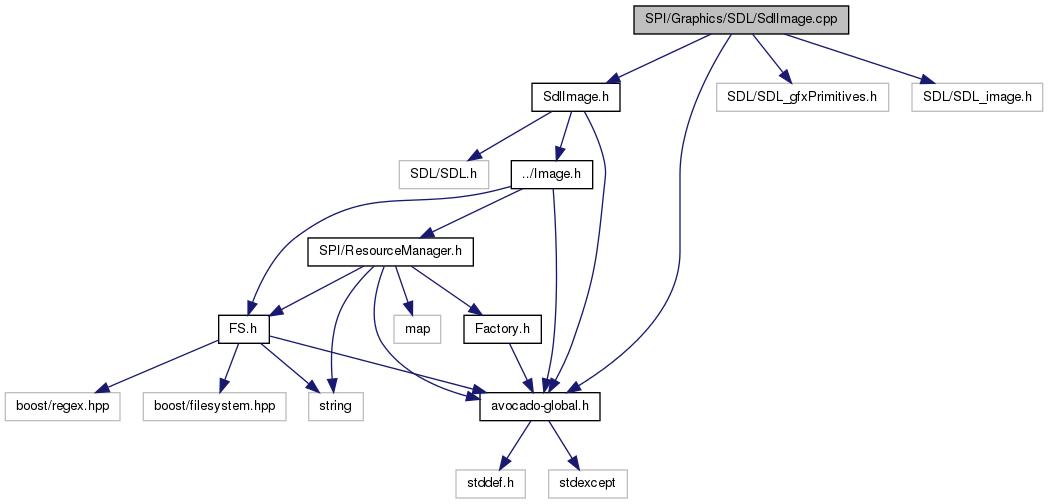 SPI/Graphics/SDL/SdlImage.cpp
SdlImage.h
SDL/SDL_gfxPrimitives.h
SDL/SDL_image.h
SDL/SDL.h
../Image.h
SPI/ResourceManager.h
FS.h
map
Factory.h
boost/regex.hpp
boost/filesystem.hpp
string
avocado-global.h
stddef.h
stdexcept